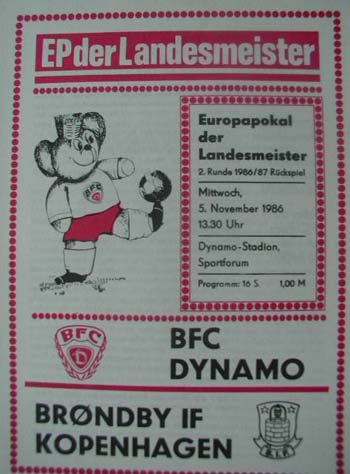 EP der Landesmeister
Europapokal
der
Landesmeister
2. Runde 1986/87 Rückspiel
Mittwoch,
5. November 1986
13.30 Uhr
Dynamo-Stadion,
Sportforum
Programm: 16 S. 1,00 M
BFC
BFC
D
BFC
DYNAMO
BRØNDBY IF
KOPENHAGEN
B.I.F.